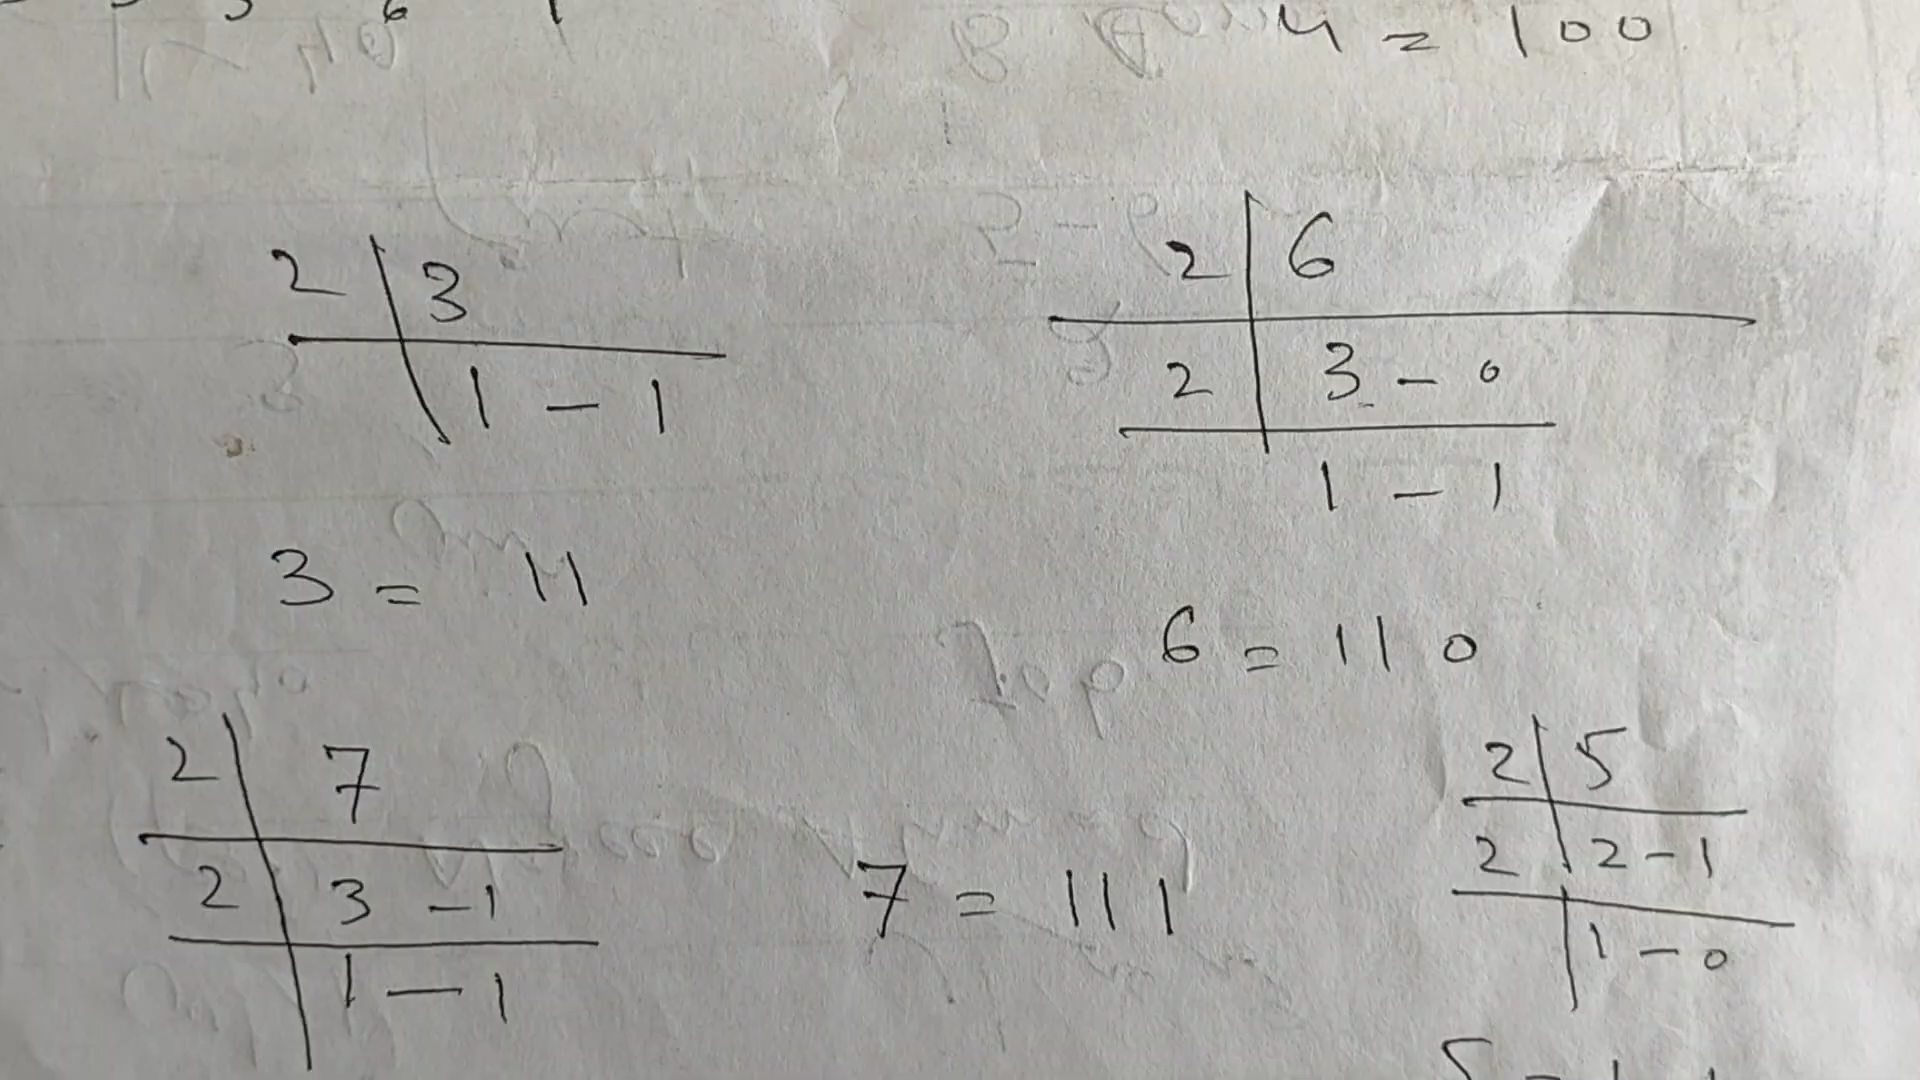 4 = 100
2 | 3
1 - 1
3 = 11
2 | 6
2 | 3 - 0
1 - 1
6 = 110
2 | 7
2 | 3 - 1
1 - 1
7 = 111
2 | 5
2 | 2 - 1
1 - 0